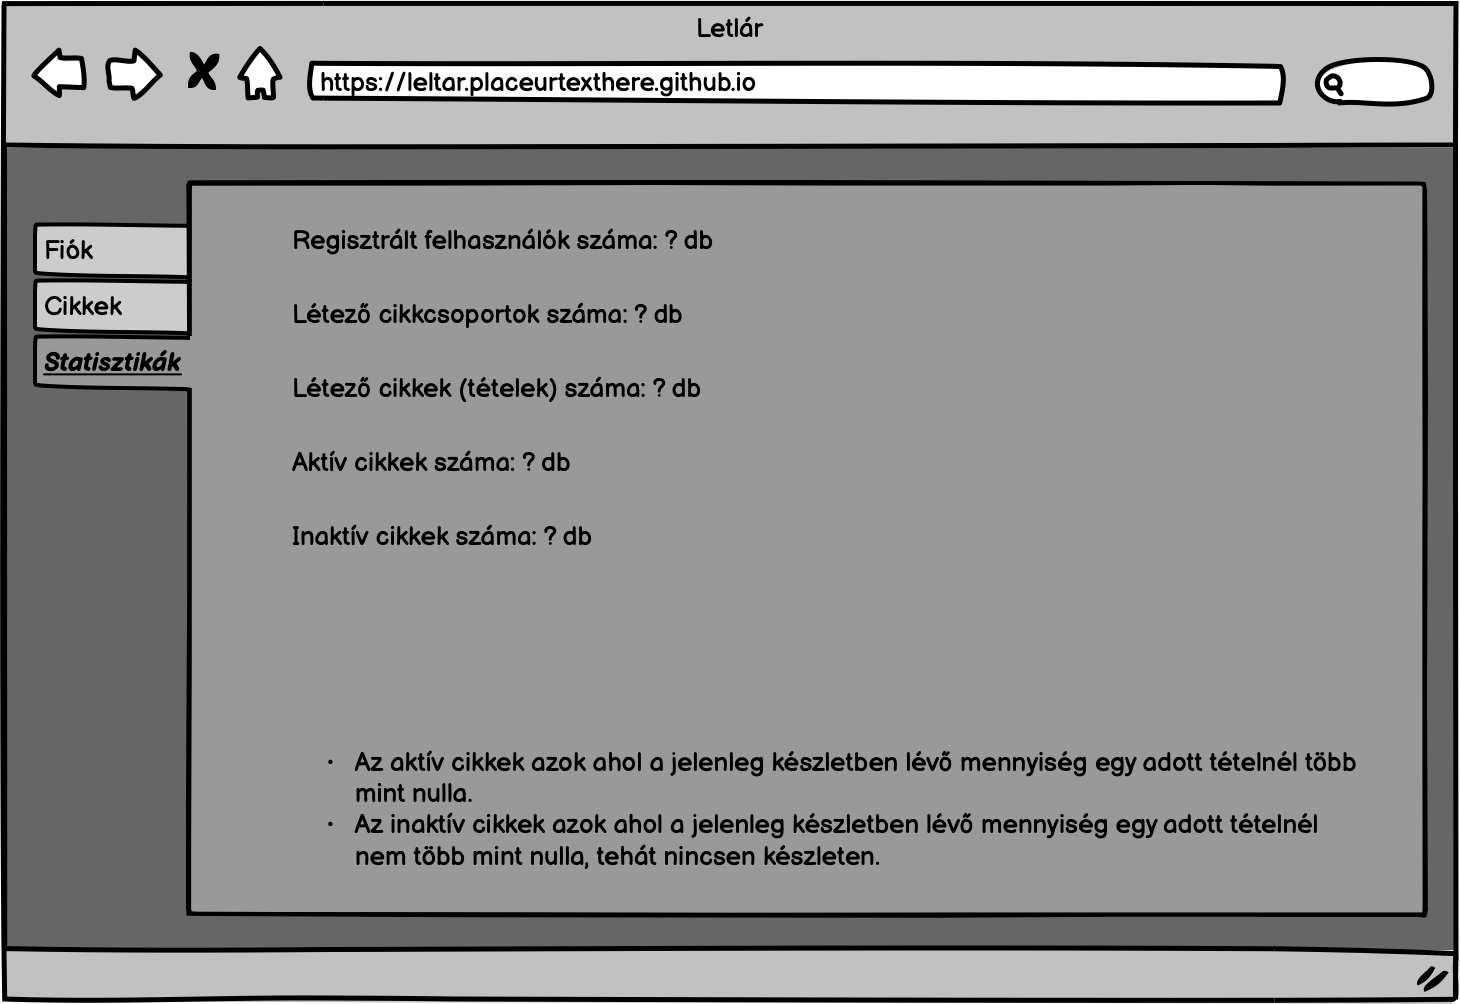 Letlár
https://leltar.placeurtexthere.github.io
Fiók
Cikkek
Statisztikák
Regisztrált felhasználók száma: ? db
Létező cikkcsoportok száma: ? db
Létező cikkek (tételek) száma: ? db
Aktív cikkek száma: ? db
Inaktív cikkek száma: ? db
· Az aktív cikkek azok ahol a jelenleg készletben lévő mennyiség egy adott tételnél több
mint nulla.
· Az inaktív cikkek azok ahol a jelenleg készletben lévő mennyiség egy adott tételnél
nem több mint nulla, tehát nincsen készleten.